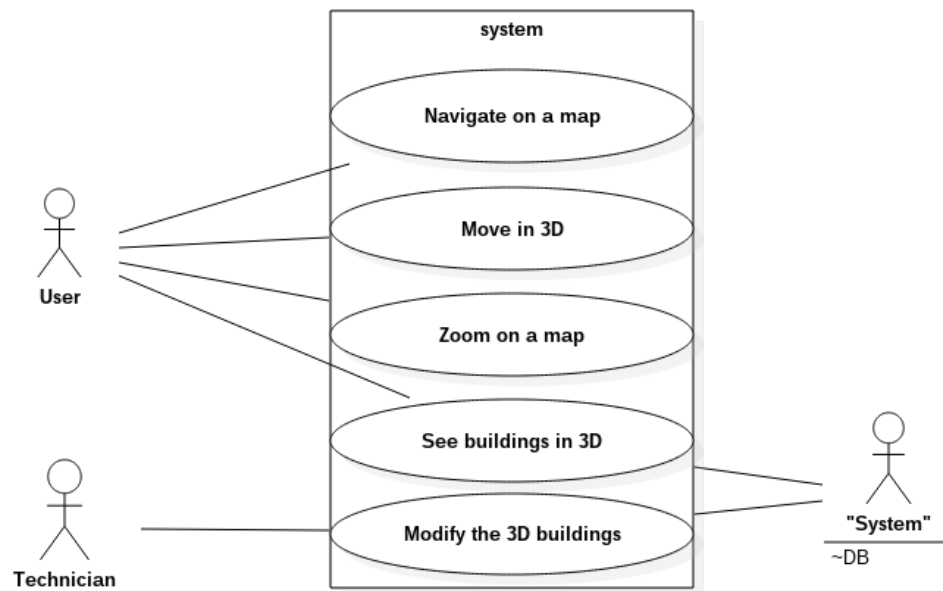 system
Navigate on a map
Move in 3D
User
Zoom on a map
See buildings in 3D
"System"
~DB
Modify the 3D buildings
Technician